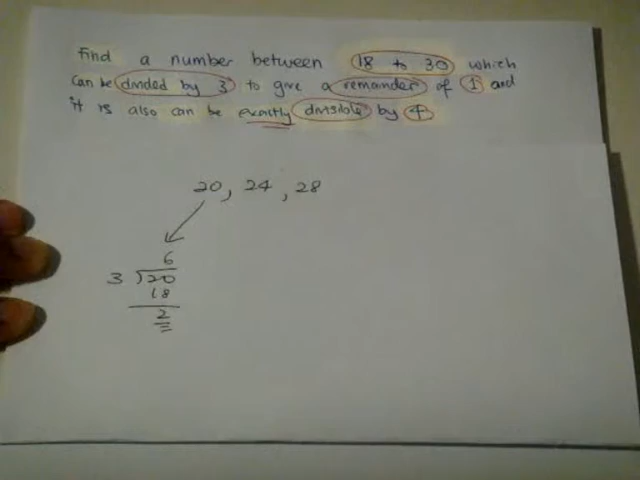 Find a number between 18 to 30 which
can be divided by 3 to give a remainder of 1 and
it is also can be exactly divisible by 4
20, 24, 28
6
3 20
18
2